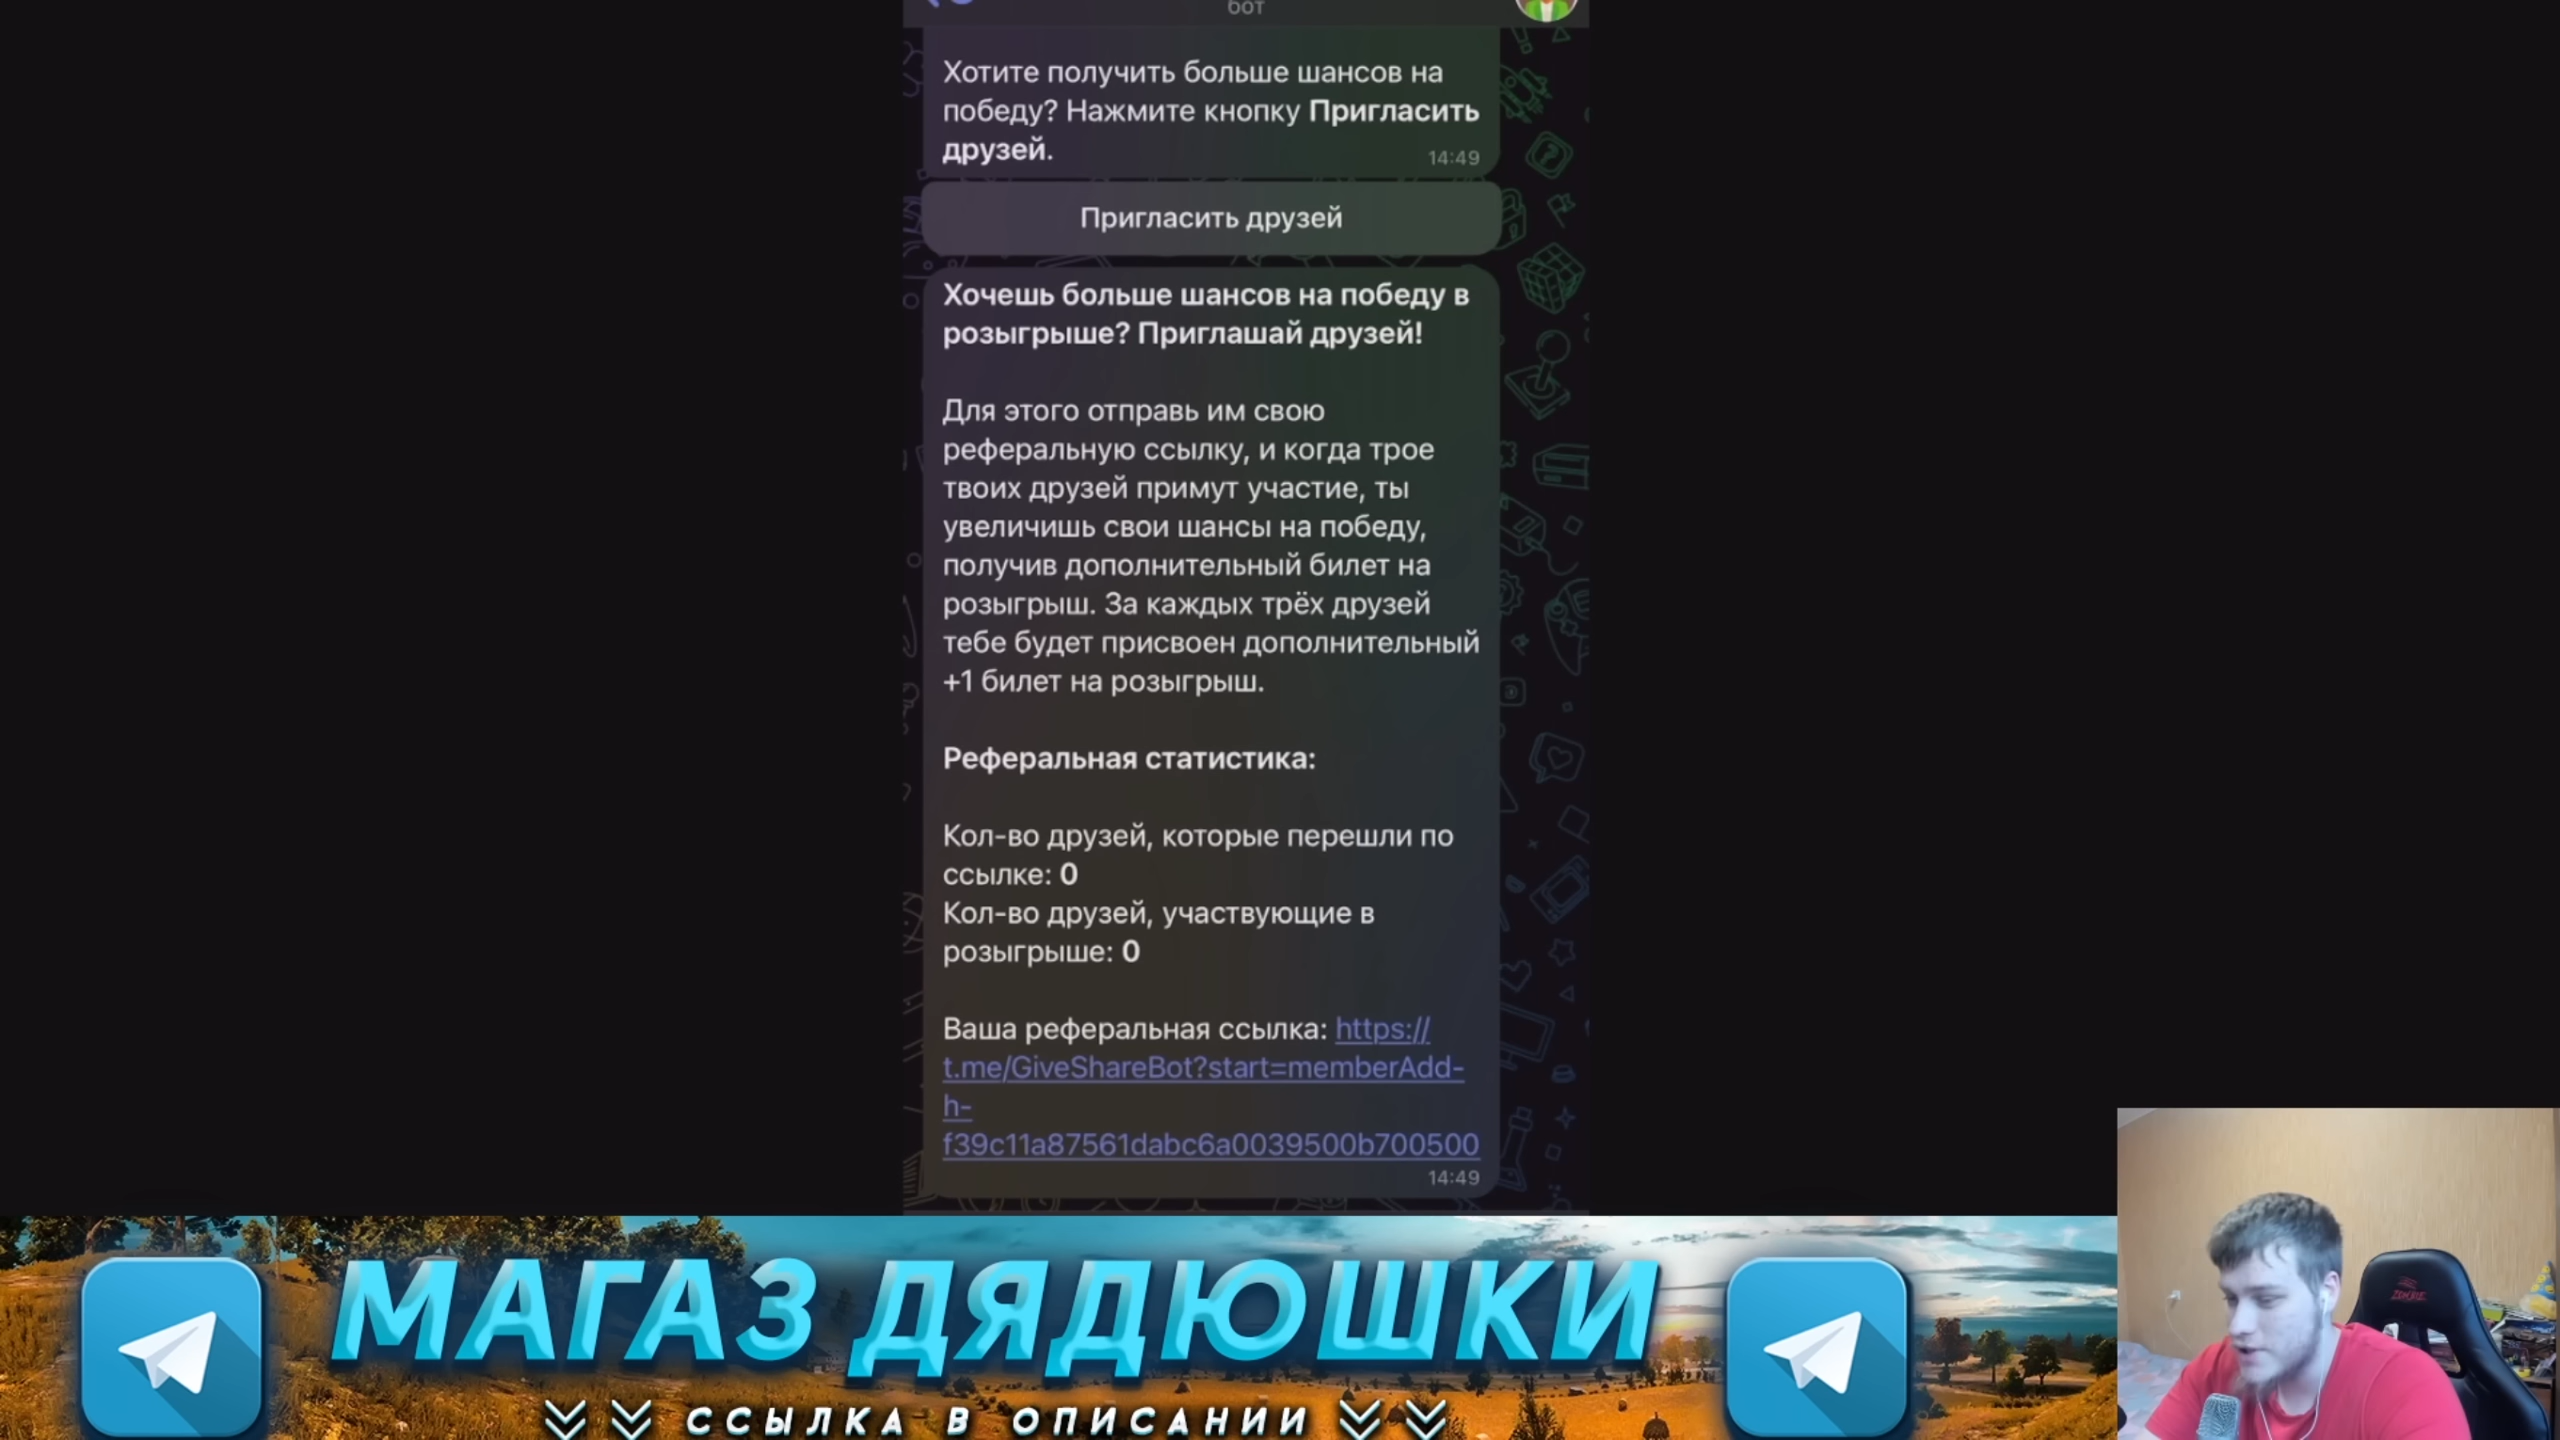 бот
Хотите получить больше шансов на
победу? Нажмите кнопку Пригласить
друзей.
14:49
Пригласить друзей
Хочешь больше шансов на победу в
розыгрыше? Приглашай друзей!
Для этого отправь им свою
реферальную ссылку, и когда трое
твоих друзей примут участие, ты
увеличишь свои шансы на победу,
получив дополнительный билет на
розыгрыш. За каждых трёх друзей
тебе будет присвоен дополнительный
+1 билет на розыгрыш.
Реферальная статистика:
Кол-во друзей, которые перешли по
ссылке: 0
Кол-во друзей, участвующие в
розыгрыше: 0
Ваша реферальная ссылка: https://
t.me/GiveShareBot?start=memberAdd-
h-
f39c11a87561dabc6a0039500b700500
14:49
МАГАЗ ДЯДЮШКИ
ССЫЛКА В ОПИСАНИИ